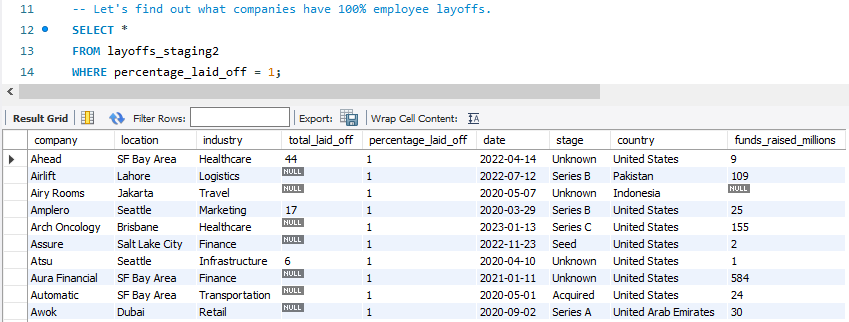 11 -- Let's find out what companies have 100% employee layoffs.
12 SELECT *
13 FROM layoffs_staging2
14 WHERE percentage_laid_off = 1;
Result Grid Filter Rows: Export: Wrap Cell Content:
company location industry total_laid_off percentage_laid_off date stage country funds_raised_millions
Ahead SF Bay Area Healthcare 44 1 2022-04-14 Unknown United States 9
Airlift Lahore Logistics NULL 1 2022-07-12 Series B Pakistan 109
Airy Rooms Jakarta Travel NULL 1 2020-05-07 Unknown Indonesia NULL
Amplero Seattle Marketing 17 1 2020-03-29 Series B United States 25
Arch Oncology Brisbane Healthcare NULL 1 2023-01-13 Series C United States 155
Assure Salt Lake City Finance NULL 1 2022-11-23 Seed United States 2
Atsu Seattle Infrastructure 6 1 2020-04-10 Unknown United States 1
Aura Financial SF Bay Area Finance NULL 1 2021-01-11 Unknown United States 584
Automatic SF Bay Area Transportation NULL 1 2020-05-01 Acquired United States 24
Awok Dubai Retail NULL 1 2020-09-02 Series A United Arab Emirates 30